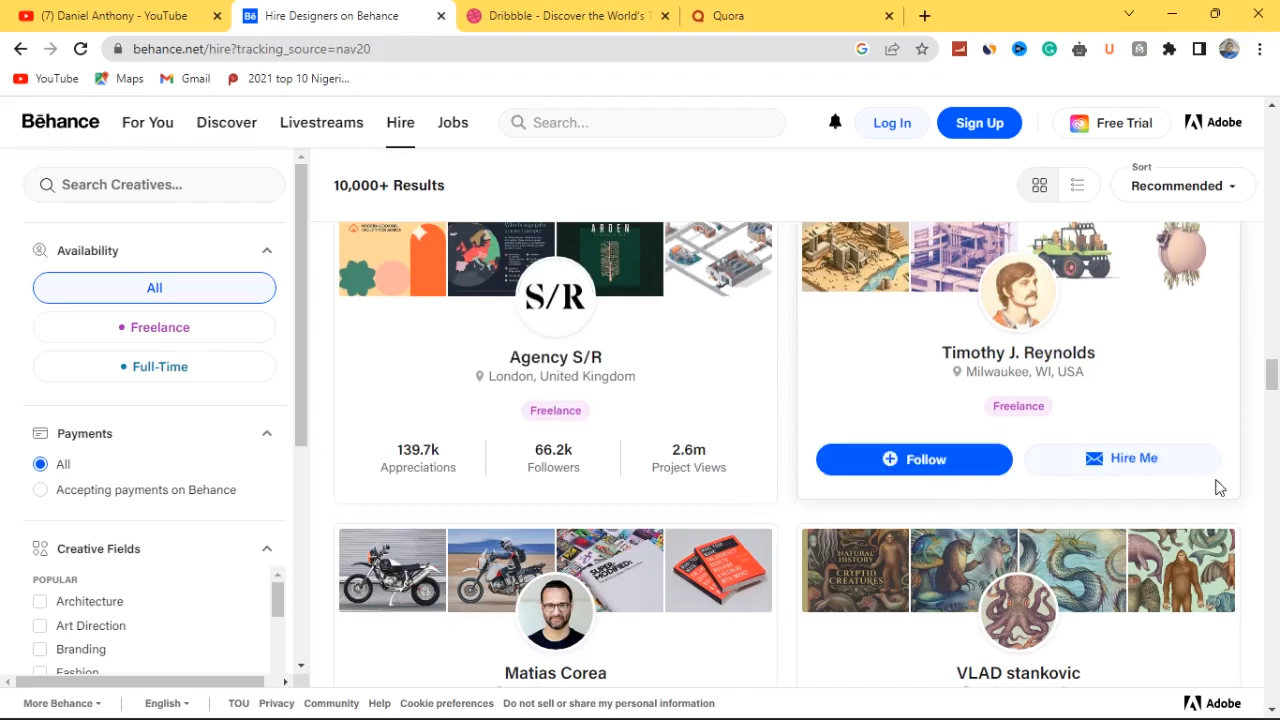 (7) Daniel Anthony - YouTube
Hire Designers on Behance
Dribbble - Discover the World's
Quora
behance.net/hire?tracking_source=nav20
YouTube
Maps
Gmail
2021 top 10 Nigeri...
Bēhance
For You
Discover
Livestreams
Hire
Jobs
Search...
Log In
Sign Up
Free Trial
Adobe
Search Creatives...
10,000+ Results
Sort
Recommended
Availability
All
Freelance
Full-Time
Payments
All
Accepting payments on Behance
Creative Fields
POPULAR
Architecture
Art Direction
Branding
Fashion
ARDEN
S/R
Agency S/R
London, United Kingdom
Freelance
139.7k
Appreciations
66.2k
Followers
2.6m
Project Views
Timothy J. Reynolds
Milwaukee, WI, USA
Freelance
Follow
Hire Me
Matias Corea
NATURAL
HISTORY
CRYPTID
CREATURES
VLAD stankovic
More Behance
English
TOU
Privacy
Community
Help
Cookie preferences
Do not sell or share my personal information
Adobe